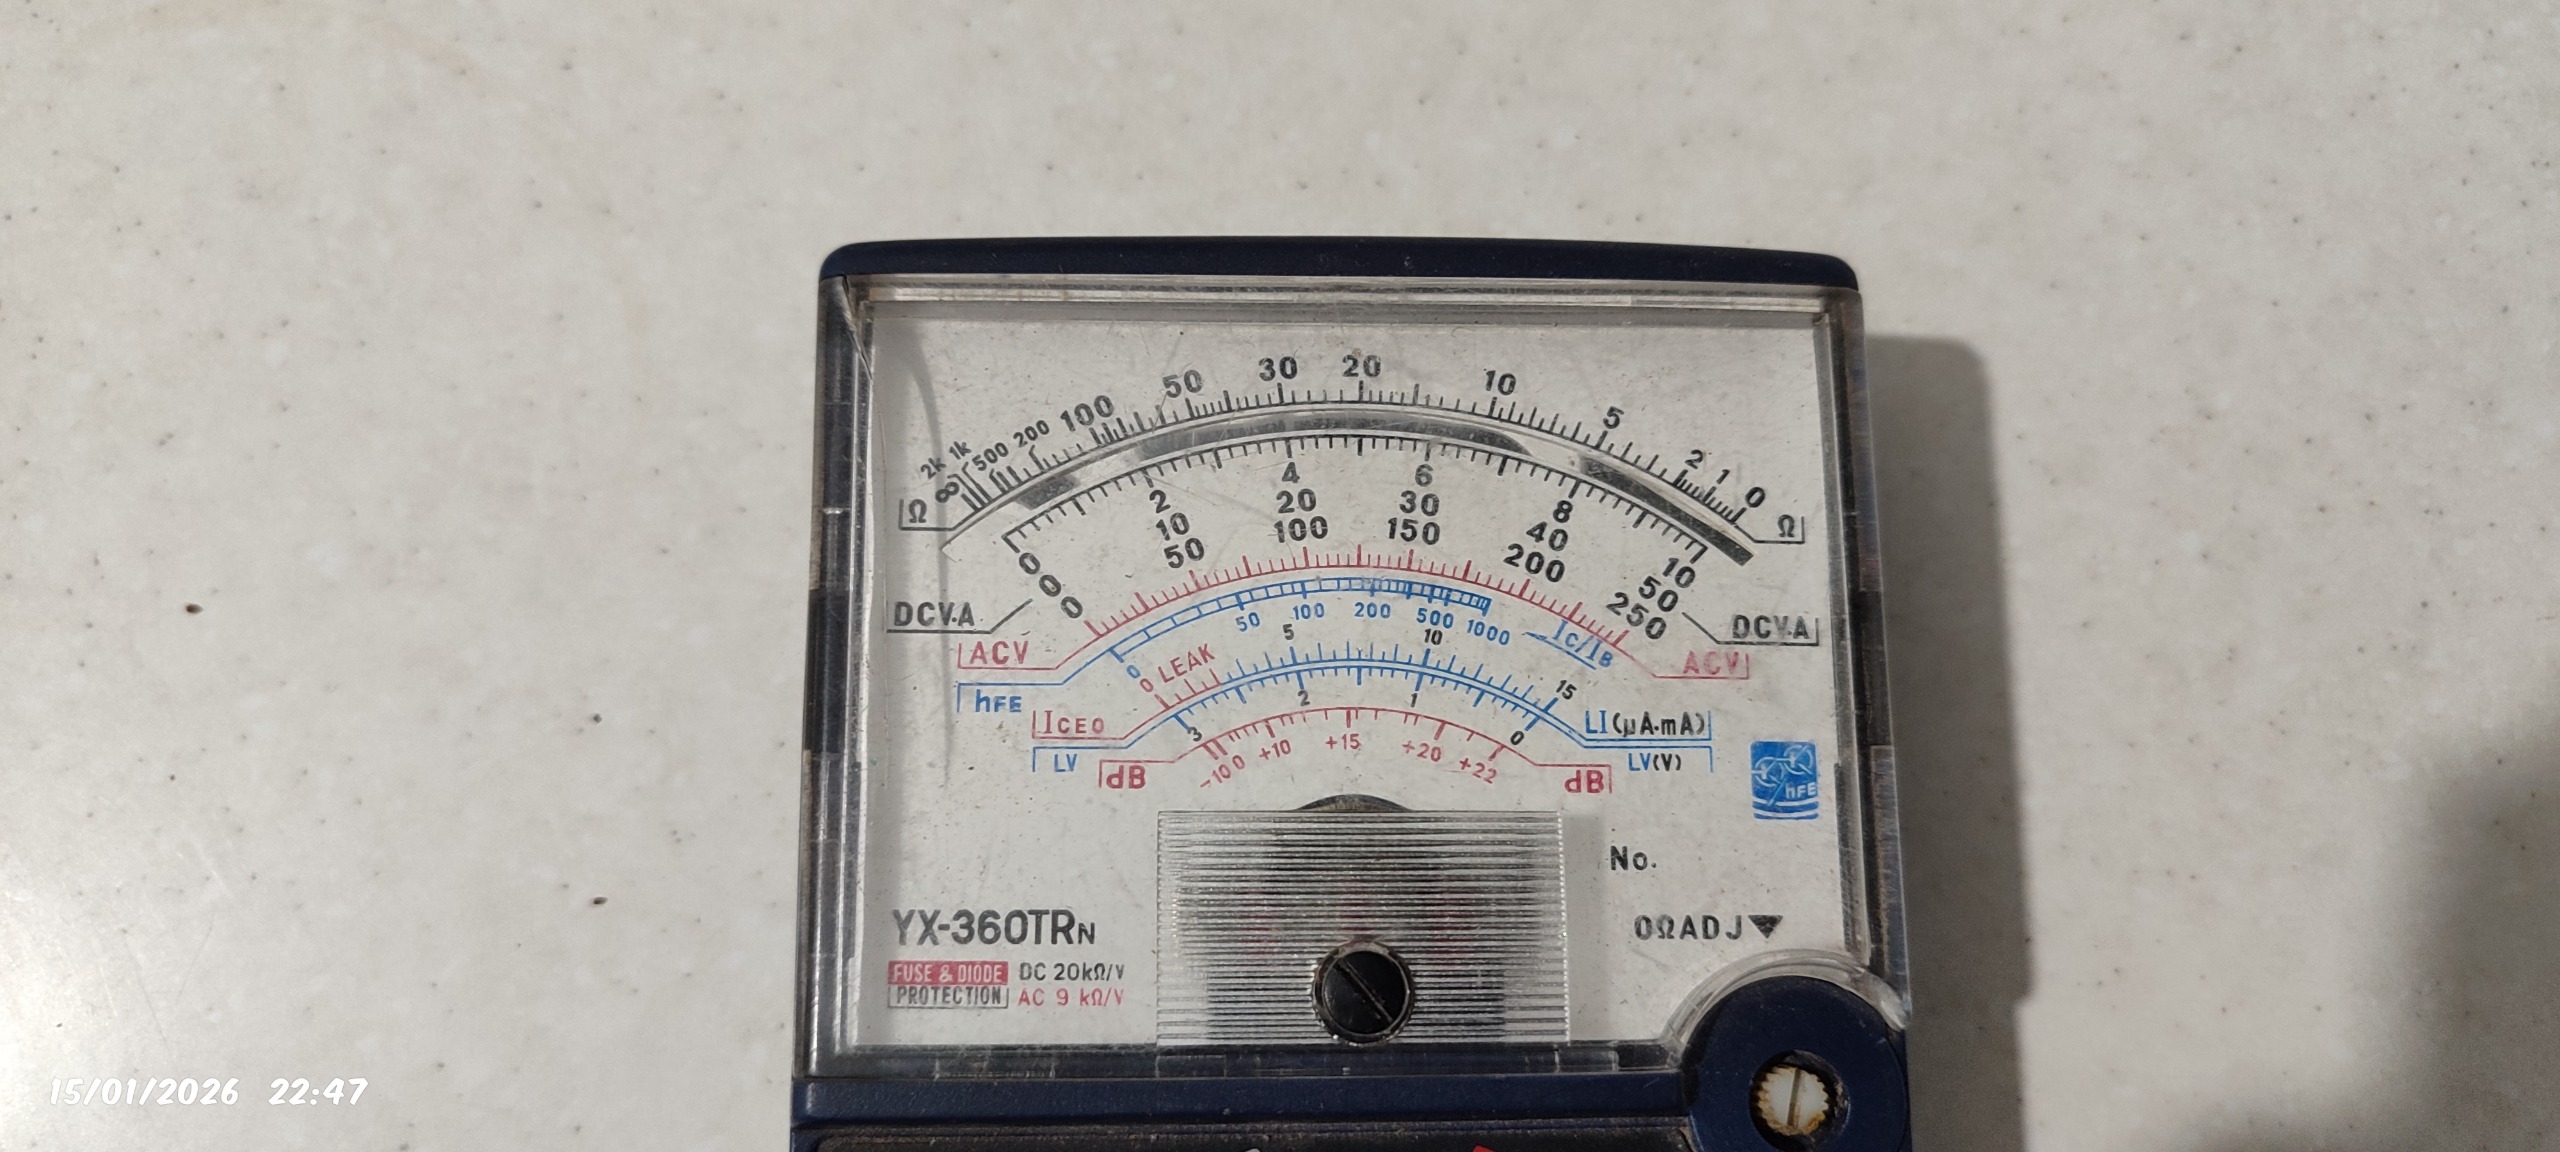 2k 1k 500 200 100 50 30 20 10 5 2 1 0
Ω ∞ Ω
0 2 4 6 8 10
0 10 20 30 40 50
0 50 100 150 200 250
DCV.A DCV.A
ACV ACV
0 50 100 200 500 1000 IC/IB
hFE
0 LEAK 5 10 15
ICEO LI(μA.mA)
3 2 1 0
LV LV(V)
-10 0 +10 +15 +20 +22
dB dB
hFE
No.
YX-360TRN
0ΩADJ▼
FUSE & DIODE DC 20kΩ/V
PROTECTION AC 9 kΩ/V
15/01/2026 22:47